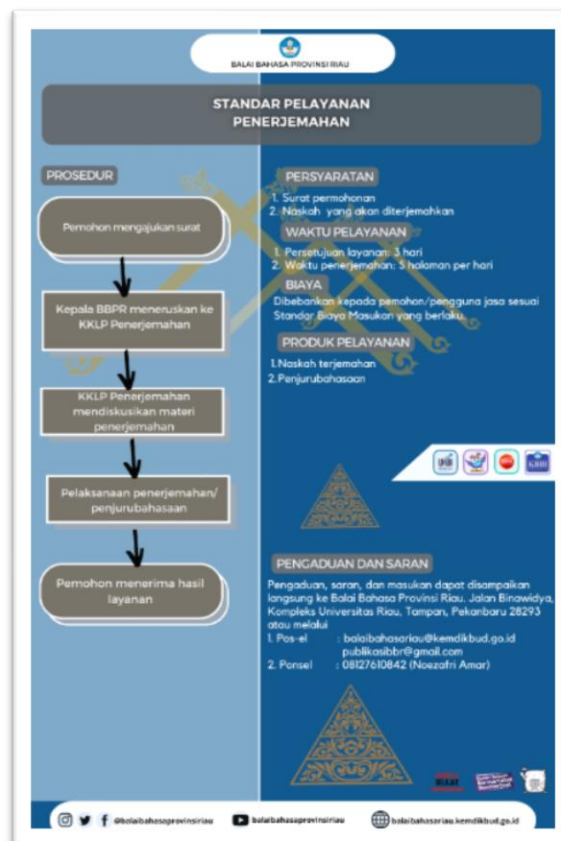 BALAI BAHASA PROVINSI RIAU
STANDAR PELAYANAN
PENERJEMAHAN
PROSEDUR
Pemohon mengajukan surat
Kepala BBPR meneruskan ke
KKLP Penerjemahan
KKLP Penerjemahan
mendiskusikan materi
penerjemahan
Pelaksanaan penerjemahan/
penjurubahasaan
Pemohon menerima hasil
layanan
PERSYARATAN
1. Surat permohonan
2. Naskah yang akan diterjemahkan
WAKTU PELAYANAN
1. Persetujuan layanan: 3 hari
2. Waktu penerjemahan: 5 halaman per hari
BIAYA
Dibebankan kepada pemohon/pengguna jasa sesuai
Standar Biaya Masukan yang berlaku.
PRODUK PELAYANAN
1.Naskah terjemahan
2.Penjurubahasaan
KBBI
PENGADUAN DAN SARAN
Pengaduan, saran, dan masukan dapat disampaikan
langsung ke Balai Bahasa Provinsi Riau, Jalan Binawidya,
Kompleks Universitas Riau, Tampan, Pekanbaru 28293
atau melalui
1. Pos-el : balaibahasariau@kemdikbud.go.id
publikasibbr@gmail.com
2. Ponsel : 08127610842 (Noezafri Amar)
@balaibahasaprovinsiriau
balaibahasaprovinsiriau
balaibahasariau.kemdikbud.go.id